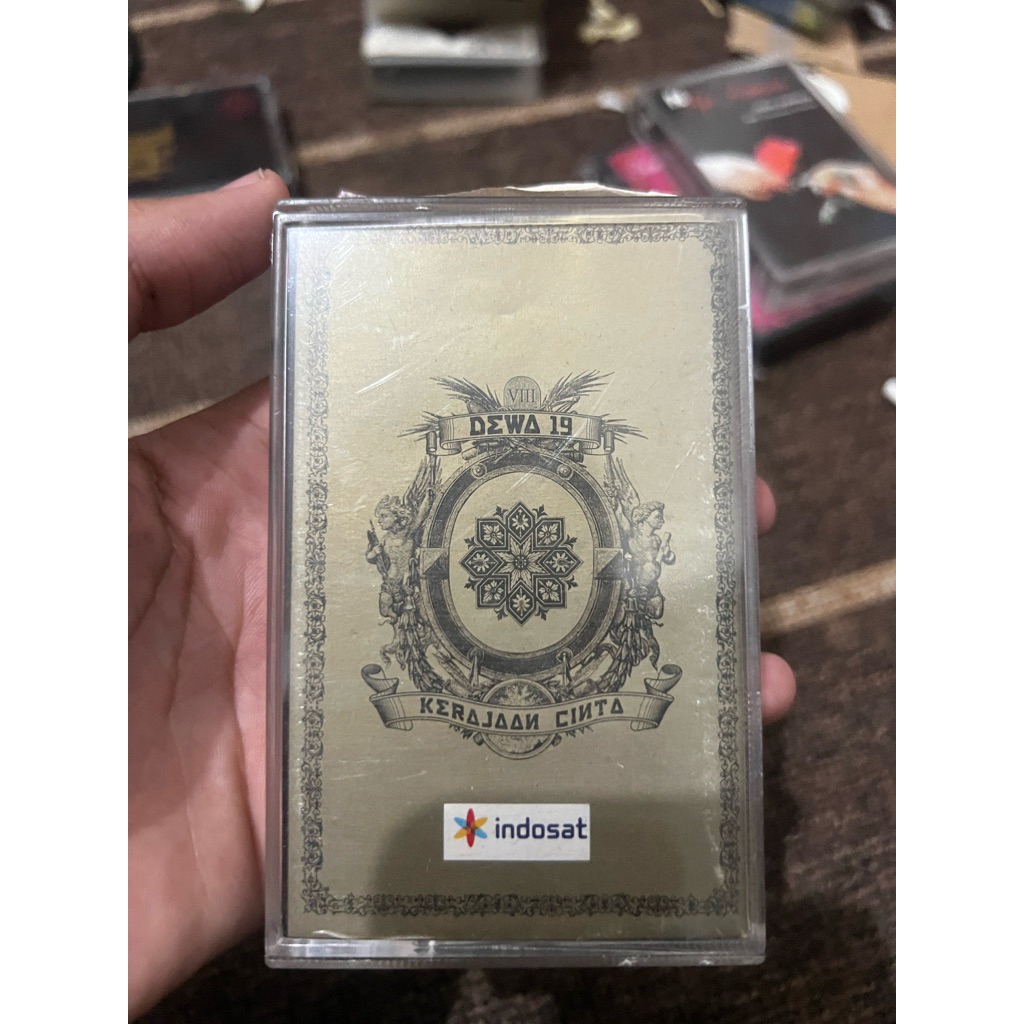 VIII
DEWA 19
KERAJAAN CINTA
indosat